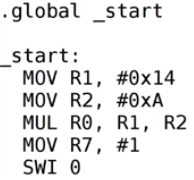 .global _start

_start:
  MOV R1, #0x14
  MOV R2, #0xA
  MUL R0, R1, R2
  MOV R7, #1
  SWI 0